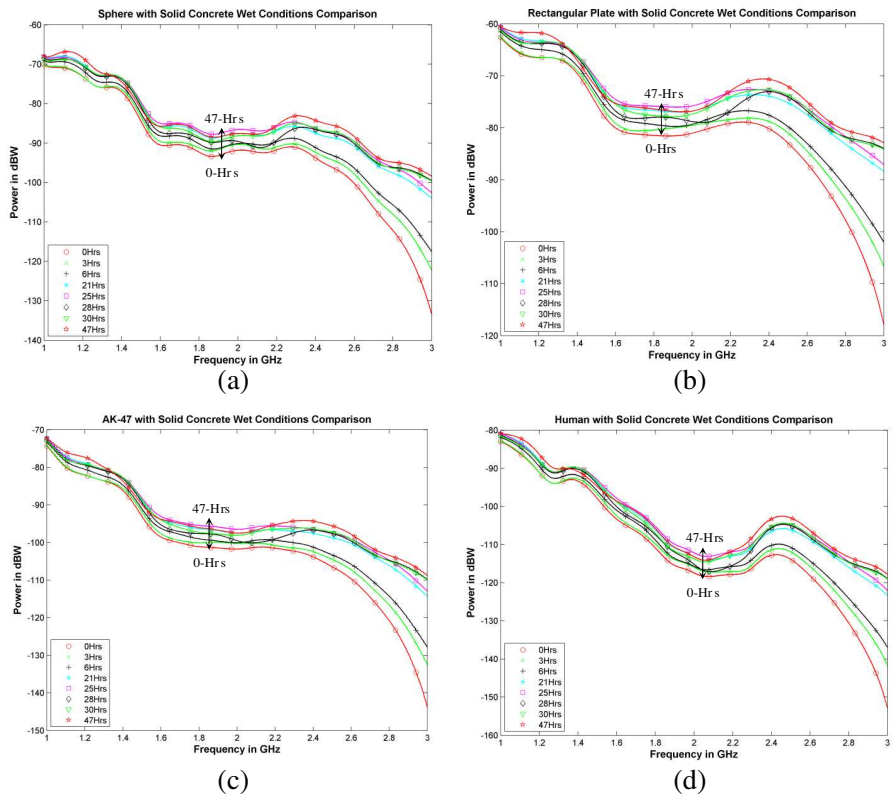 Sphere with Solid Concrete Wet Conditions Comparison
-60
-70
-80
-90
-100
-110
-120
-130
-140
Power in dBW
47-Hrs
0-Hrs
0Hrs
3Hrs
6Hrs
21Hrs
25Hrs
28Hrs
30Hrs
47Hrs
1 1.2 1.4 1.6 1.8 2 2.2 2.4 2.6 2.8 3
Frequency in GHz
(a)
Rectangular Plate with Solid Concrete Wet Conditions Comparison
-60
-70
-80
-90
-100
-110
-120
Power in dBW
47-Hrs
0-Hrs
0Hrs
3Hrs
6Hrs
21Hrs
25Hrs
28Hrs
30Hrs
47Hrs
1 1.2 1.4 1.6 1.8 2 2.2 2.4 2.6 2.8 3
Frequency in GHz
(b)
AK-47 with Solid Concrete Wet Conditions Comparison
-70
-80
-90
-100
-110
-120
-130
-140
-150
Power in dBW
47-Hrs
0-Hrs
0Hrs
3Hrs
6Hrs
21Hrs
25Hrs
28Hrs
30Hrs
47Hrs
1 1.2 1.4 1.6 1.8 2 2.2 2.4 2.6 2.8 3
Frequency in GHz
(c)
Human with Solid Concrete Wet Conditions Comparison
-80
-90
-100
-110
-120
-130
-140
-150
-160
Power in dBW
47-Hrs
0-Hrs
0Hrs
3Hrs
6Hrs
21Hrs
25Hrs
28Hrs
30Hrs
47Hrs
1 1.2 1.4 1.6 1.8 2 2.2 2.4 2.6 2.8 3
Frequency in GHz
(d)